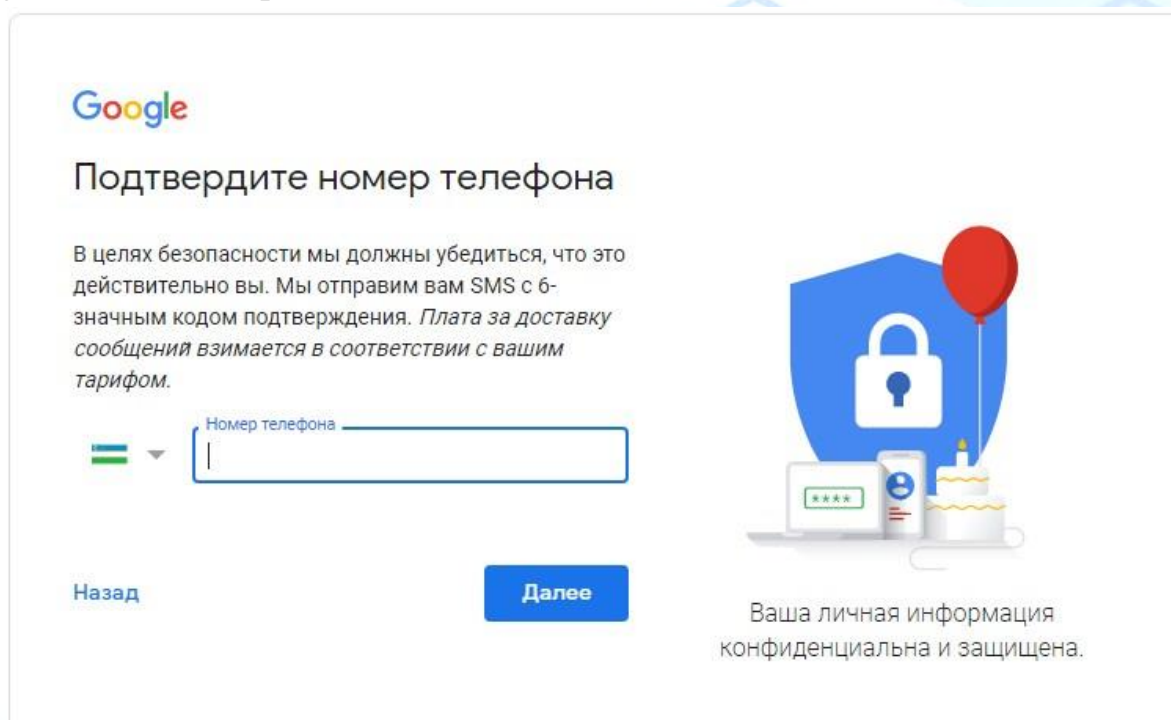 Google
Подтвердите номер телефона
В целях безопасности мы должны убедиться, что это
действительно вы. Мы отправим вам SMS с 6-
значным кодом подтверждения. Плата за доставку
сообщений взимается в соответствии с вашим
тарифом.
Номер телефона
****
Назад
Далее
Ваша личная информация
конфиденциальна и защищена.